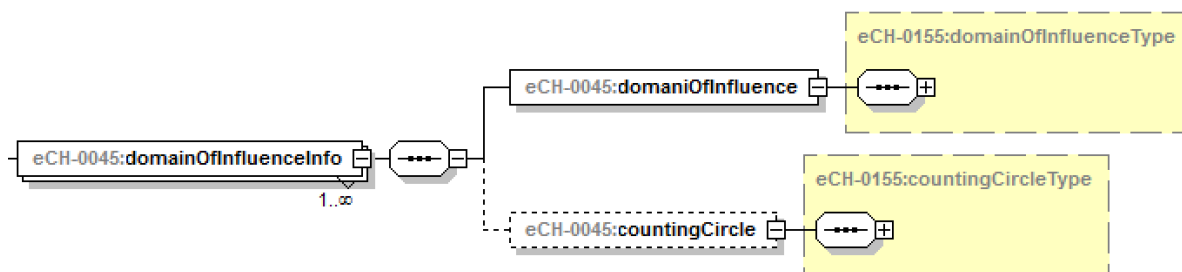 eCH-0155:domainOfInfluenceType
eCH-0045:domaniOfInfluence
eCH-0045:domainOfInfluenceInfo
1..∞
eCH-0155:countingCircleType
eCH-0045:countingCircle